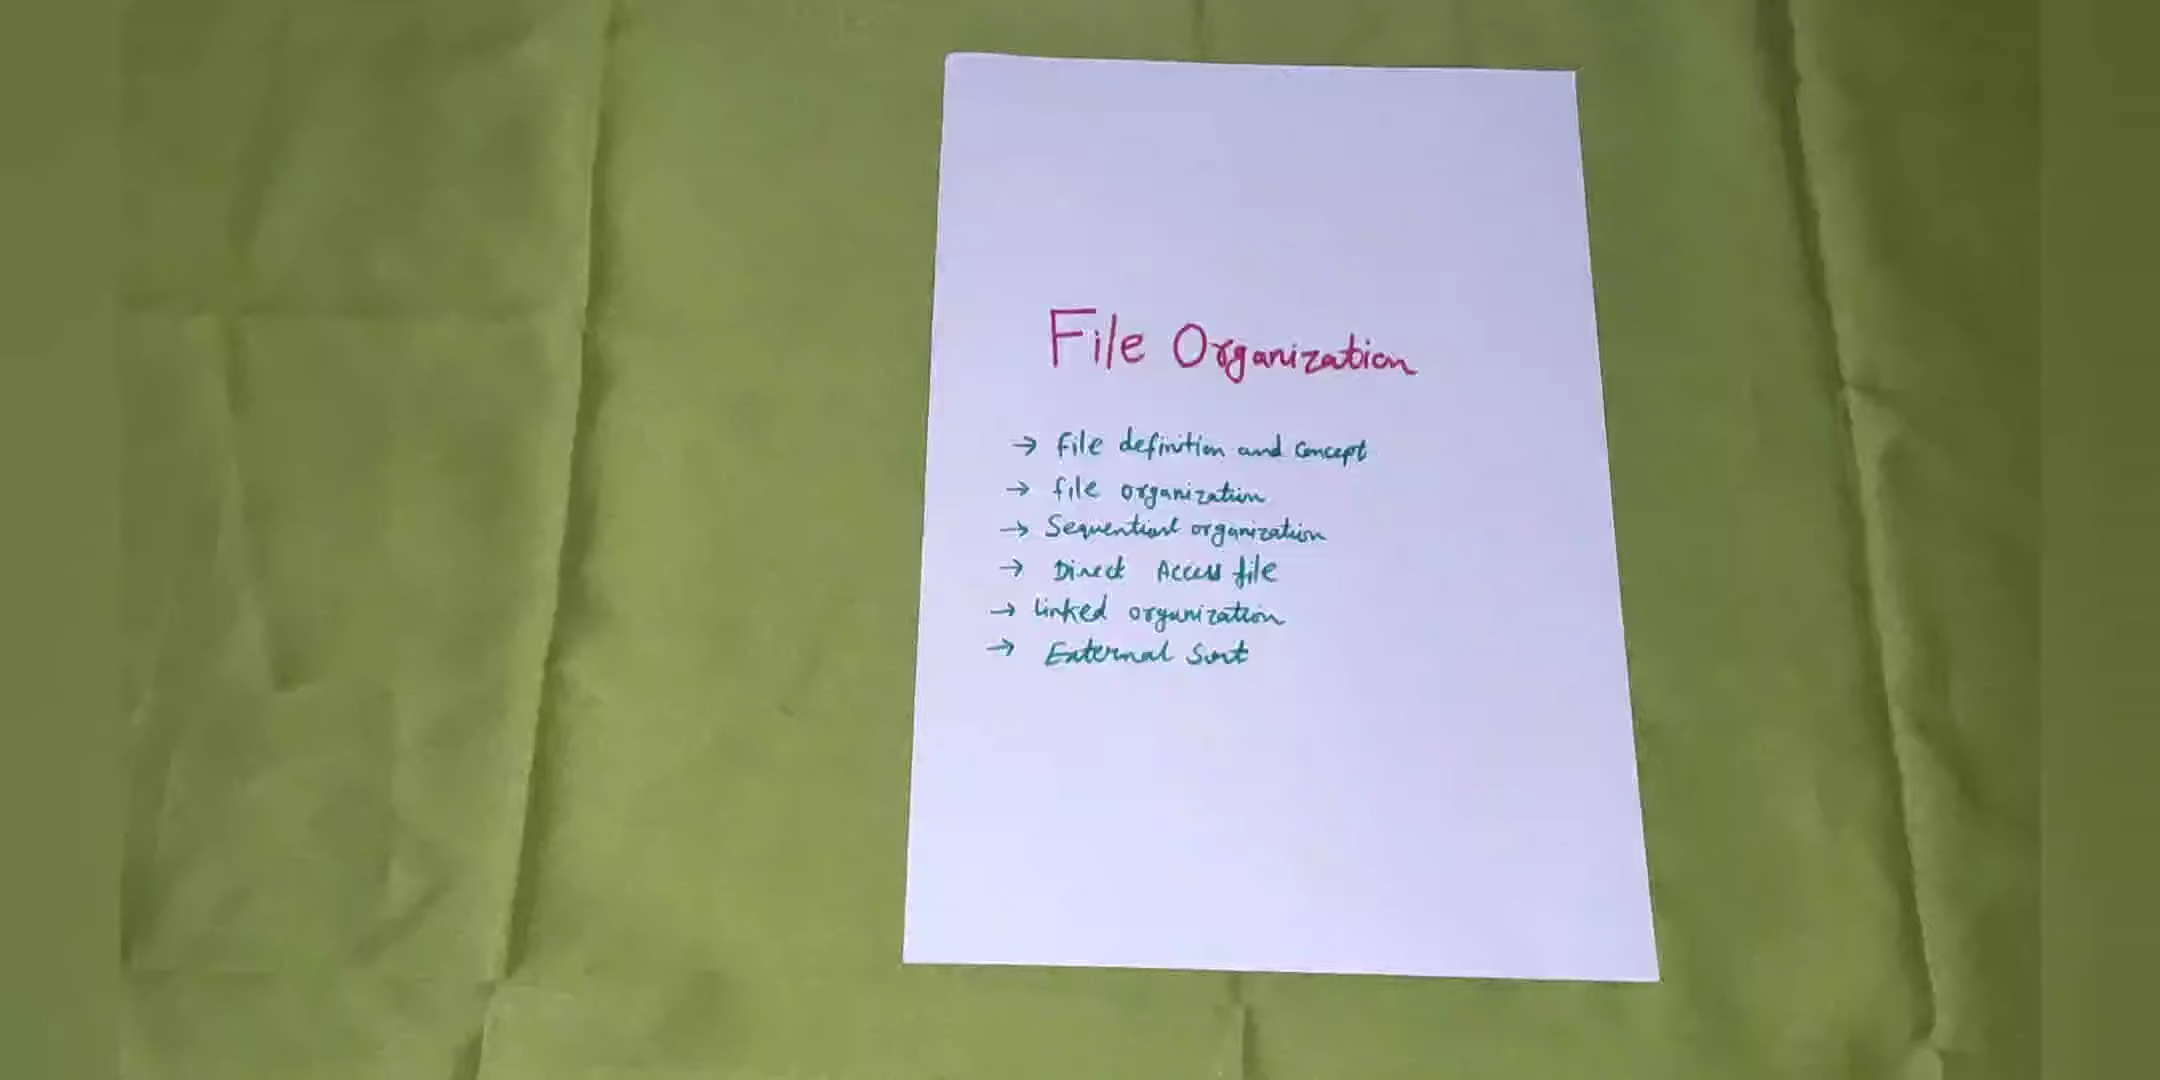 File Organization
→ File definition and Concept
→ file organization
→ Sequential organization
→ Direct Access file
→ linked organization
→ External Sort